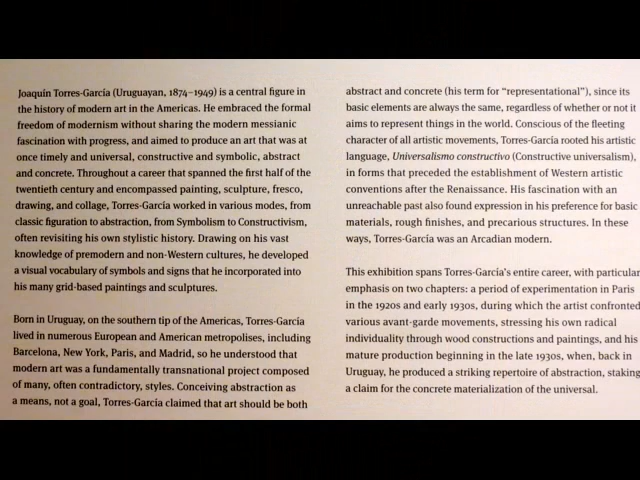 Joaquín Torres-García (Uruguayan, 1874–1949) is a central figure in
the history of modern art in the Americas. He embraced the formal
freedom of modernism without sharing the modern messianic
fascination with progress, and aimed to produce an art that was at
once timely and universal, constructive and symbolic, abstract
and concrete. Throughout a career that spanned the first half of the
twentieth century and encompassed painting, sculpture, fresco,
drawing, and collage, Torres-García worked in various modes, from
classic figuration to abstraction, from Symbolism to Constructivism,
often revisiting his own stylistic history. Drawing on his vast
knowledge of premodern and non-Western cultures, he developed
a visual vocabulary of symbols and signs that he incorporated into
his many grid-based paintings and sculptures.
Born in Uruguay, on the southern tip of the Americas, Torres-García
lived in numerous European and American metropolises, including
Barcelona, New York, Paris, and Madrid, so he understood that
modern art was a fundamentally transnational project composed
of many, often contradictory, styles. Conceiving abstraction as
a means, not a goal, Torres-García claimed that art should be both
abstract and concrete (his term for “representational”), since its
basic elements are always the same, regardless of whether or not it
aims to represent things in the world. Conscious of the fleeting
character of all artistic movements, Torres-García rooted his artistic
language, Universalismo constructivo (Constructive universalism),
in forms that preceded the establishment of Western artistic
conventions after the Renaissance. His fascination with an
unreachable past also found expression in his preference for basic
materials, rough finishes, and precarious structures. In these
ways, Torres-García was an Arcadian modern.
This exhibition spans Torres-García’s entire career, with particular
emphasis on two chapters: a period of experimentation in Paris
in the 1920s and early 1930s, during which the artist confronted
various avant-garde movements, stressing his own radical
individuality through wood constructions and paintings, and his
mature production beginning in the late 1930s, when, back in
Uruguay, he produced a striking repertoire of abstraction, staking
a claim for the concrete materialization of the universal.